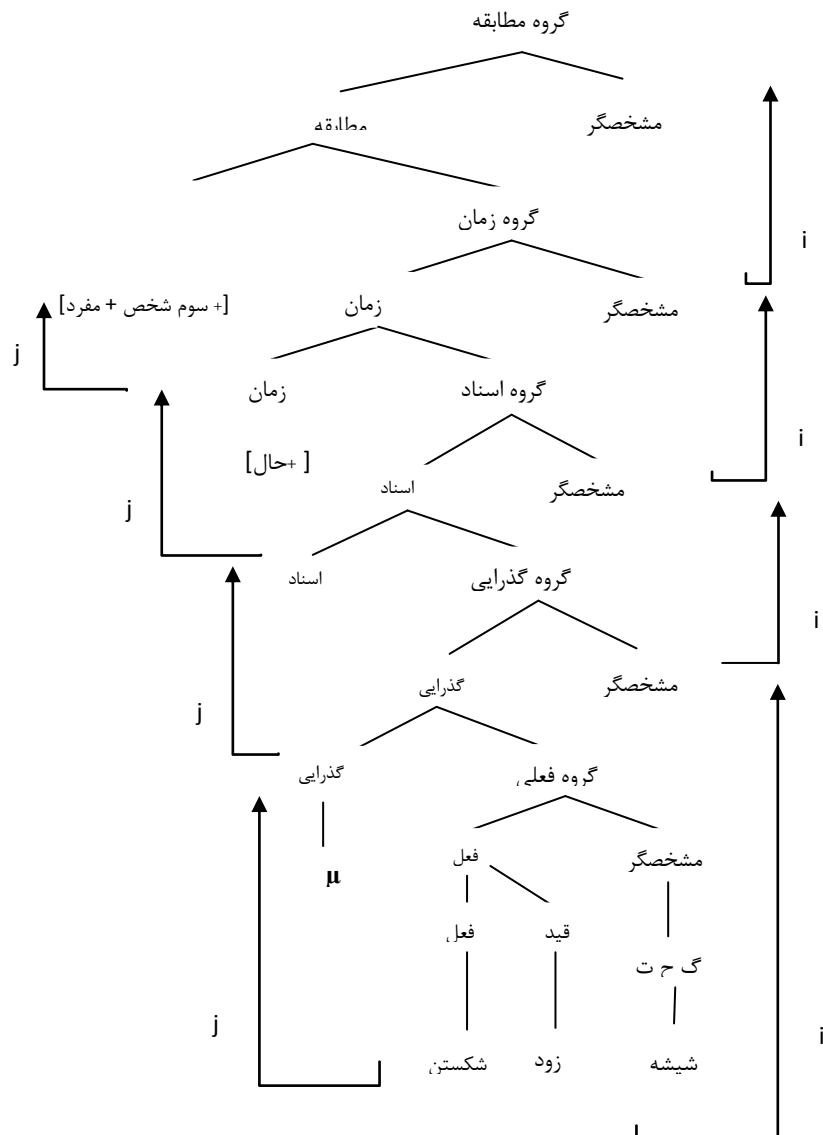 گروه مطابقه
مشخصگر مطابقه
i
گروه زمان
مشخصگر زمان [+ سوم شخص + مفرد]
j
گروه اسناد زمان
i
[ +حال]
مشخصگر اسناد
j
گروه گذرایی اسناد
i
مشخصگر گذرایی
j
گروه فعلی گذرایی
مشخصگر فعل
μ
قید فعل
گ ح ت
j
i
شیشه زود شکستن